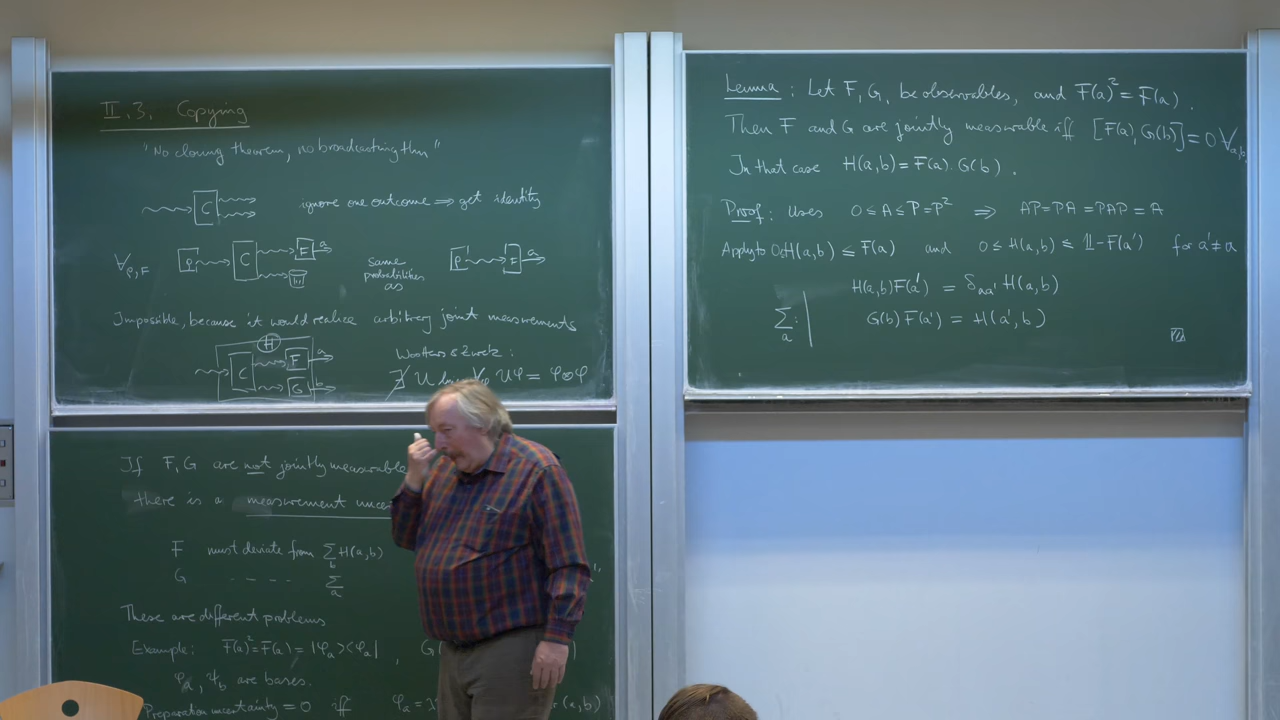 II.3. Copying
"No cloning theorem, no broadcasting thm"
C
ignore one outcome ⟹ get identity
∀ρ,F ρ C F a same probabilities as ρ F a
Impossible, because it would realize arbitrary joint measurements
H
C F a
G b
Wootters & Zurek:
∄ U ∀φ Uφ = φ⊗φ
If F, G are not jointly measurable
there is a measurement
F must deviate from Σ_b H(a,b)
G - - - - Σ_a
These are different problems
Example: F(a)² = F(a) = |φ_a><φ_a| , G(
φ_a, ψ_b are bases.
Preparation uncertainty = 0 iff φ_a = (a,b)
Lemma: Let F, G, be observables, and F(a)² = F(a).
Then F and G are jointly measurable iff [F(a), G(b)] = 0 ∀a,b.
In that case H(a,b) = F(a) G(b).
Proof: Uses 0 ≤ A ≤ P = P² ⟹ AP = PA = PAP = A
Apply to 0 ≤ H(a,b) ≤ F(a) and 0 ≤ H(a,b) ≤ 𝟙 - F(a') for a' ≠ a
H(a,b) F(a') = δ_aa' H(a,b)
Σ_a : | G(b) F(a') = H(a',b)